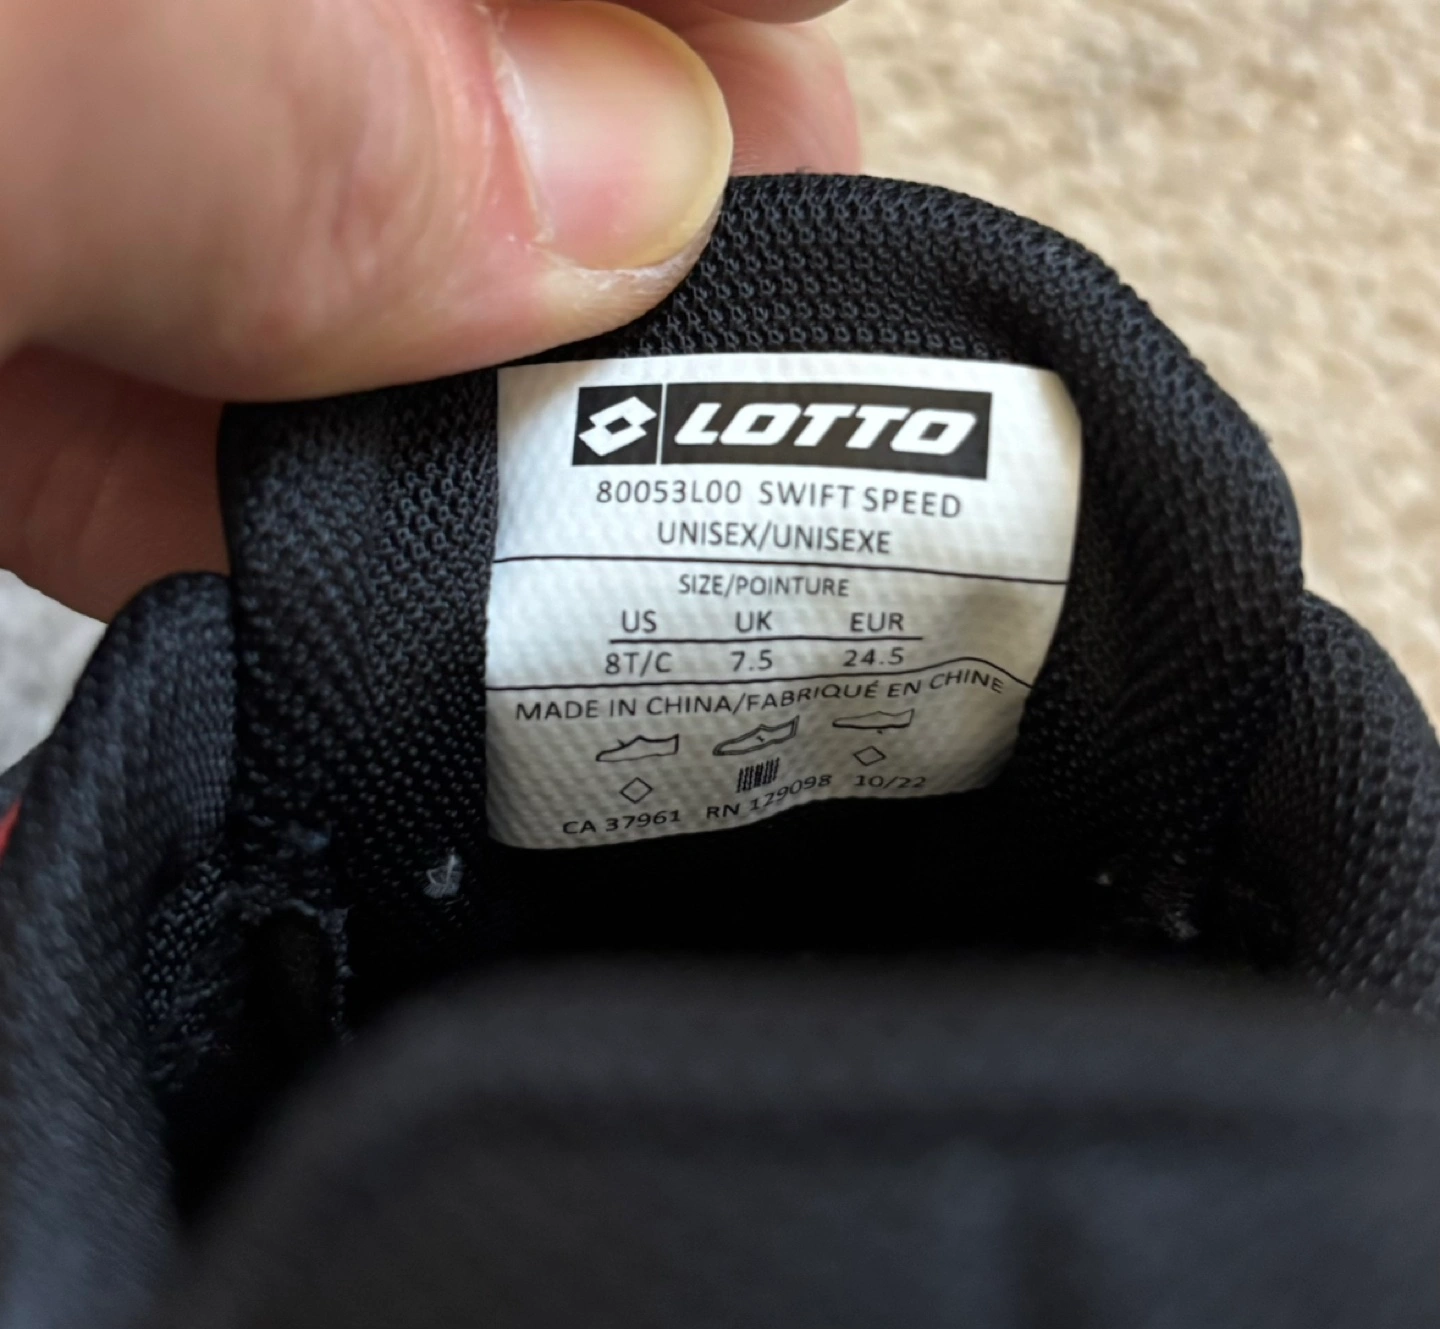 LOTTO
80053L00 SWIFT SPEED
UNISEX/UNISEXE
SIZE/POINTURE
US UK EUR
8T/C 7.5 24.5
MADE IN CHINA/FABRIQUÉ EN CHINE
CA 37961 RN 129098 10/22